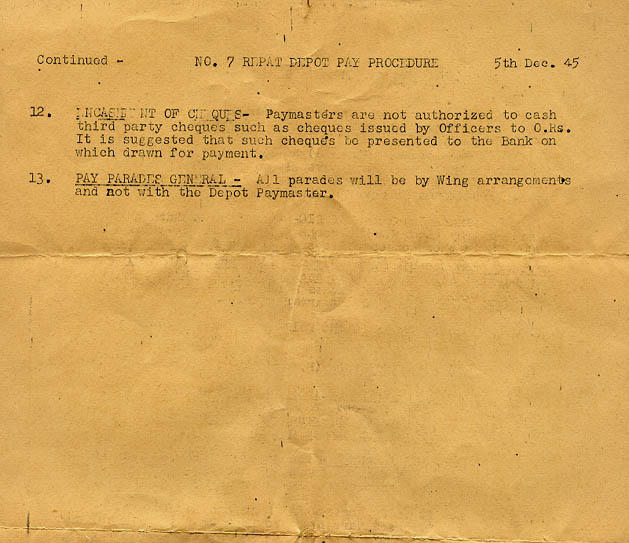 Continued - NO. 7 REPAT DEPOT PAY PROCEDURE 5th Dec. 45
12. ENCASHMENT OF CHEQUES- Paymasters are not authorized to cash
third party cheques such as cheques issued by Officers to O.Rs.
It is suggested that such cheques be presented to the Bank on
which drawn for payment.
13. PAY PARADES GENERAL - All parades will be by Wing arrangements
and not with the Depot Paymaster.